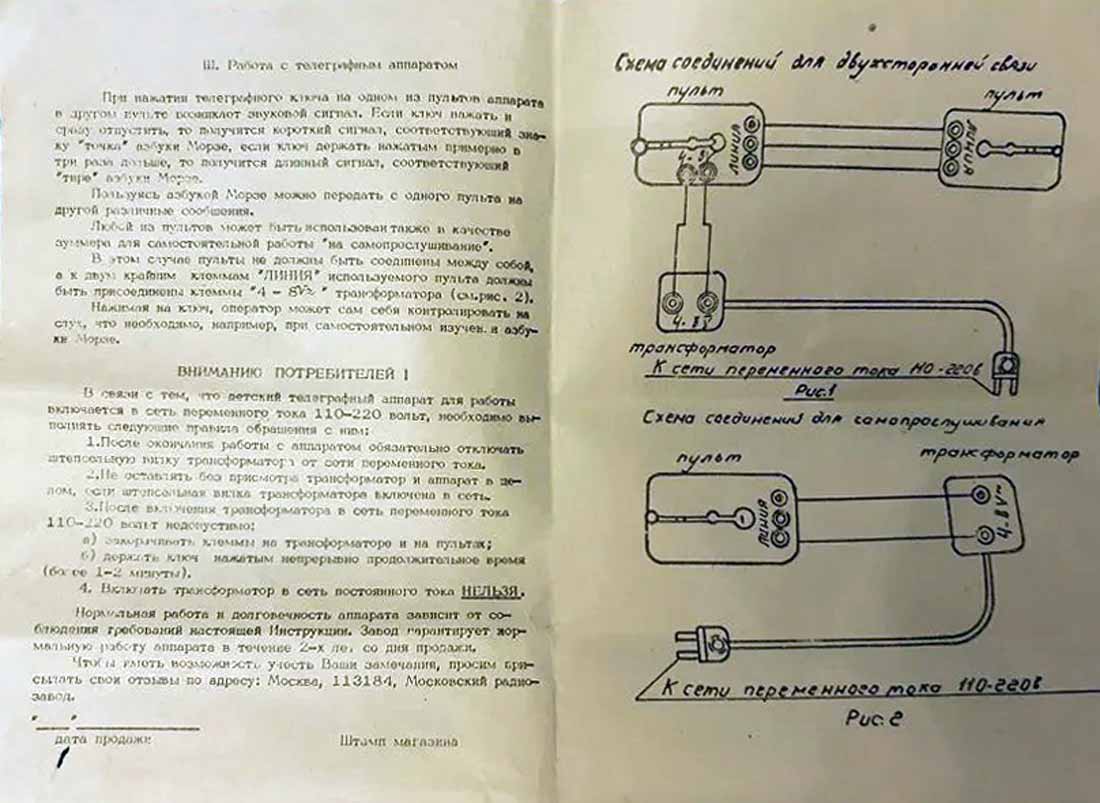 Ш. Работа с телеграфным аппаратом
При нажатии телеграфного ключа на одном из пультов аппарата
в другом пульте возникает звуковой сигнал. Если ключ нажать и
сразу отпустить, то получится короткий сигнал, соответствующий зна-
ку "точка" азбуки Морзе, если ключ держать нажатым примерно в
три раза дольше, то получится длинный сигнал, соответствующий
"тире" азбуки Морзе.
Пользуясь азбукой Морзе можно передать с одного пульта на
другой различные сообщения.
Любой из пультов может быть использован также в качестве
зуммера для самостоятельной работы "на самопрослушивание".
В этом случае пульты не должны быть соединены между собой,
а к двум крайним клеммам "ЛИНИЯ" используемого пульта должны
быть присоединены клеммы "4 - 8V~" трансформатора (см.рис. 2).
Нажимая на ключ, оператор может сам себя контролировать на
слух, что необходимо, например, при самостоятельном изучен.и азбу-
ки Морзе.
ВНИМАНИЮ ПОТРЕБИТЕЛЕЙ !
В связи с тем, что детский телеграфный аппарат для работы
включается в сеть переменного тока 110-220 вольт, необходимо вы-
полнять следующие правила обращения с ним:
1.После окончания работы с аппаратом обязательно отключать
штепсельную вилку трансформатора от сети переменного тока.
2.Не оставлять без присмотра трансформатор и аппарат в це-
лом, если штепсельная вилка трансформатора включена в сеть.
3.После включения трансформатора в сеть переменного тока
110-220 вольт недопустимо:
а) закорачивать клеммы на трансформаторе и на пультах;
б) держать ключ нажатым непрерывно продолжительное время
(более 1-2 минуты).
4. Включать трансформатор в сеть постоянного тока НЕЛЬЗЯ.
Нормальная работа и долговечность аппарата зависит от со-
блюдения требований настоящей Инструкции. Завод гарантирует нор-
мальную работу аппарата в течение 2-х лет со дня продажи.
Чтобы иметь возможность учесть Ваши замечания, просим при-
сылать свои отзывы по адресу: Москва, 113184, Московский радио-
завод.
"__"
дата продажи
Штамп магазина
Схема соединений для двухсторонней связи
пульт
пульт
ЛИНИЯ
ЛИНИЯ
4-8V
4-8V
трансформатор
К сети переменного тока 110-220в
Рис.1
Схема соединений для самопрослушивания
пульт
трансформатор
ЛИНИЯ
4-8V~
К сети переменного тока 110-220в
Рис. 2